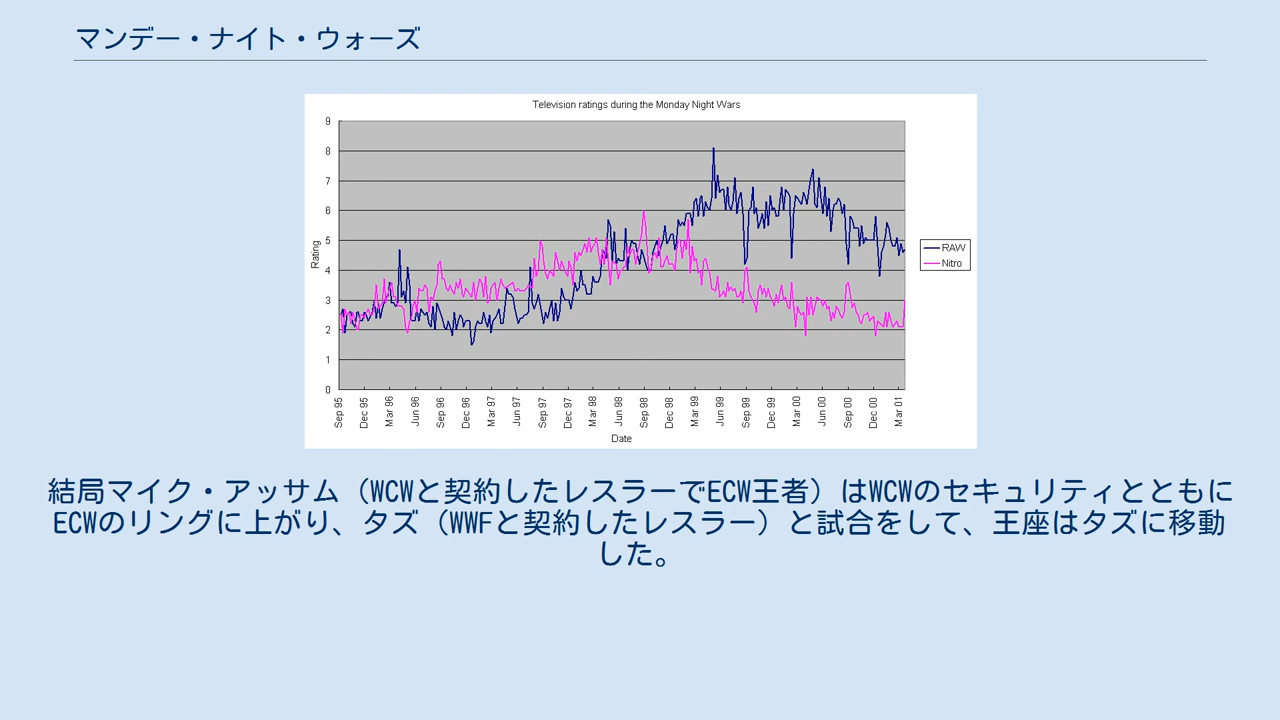 マンデー・ナイト・ウォーズ
Television ratings during the Monday Night Wars
9
8
7
6
5
4
3
2
1
0
Rating
Sep 95
Dec 95
Mar 96
Jun 96
Sep 96
Dec 96
Mar 97
Jun 97
Sep 97
Dec 97
Mar 98
Jun 98
Sep 98
Dec 98
Mar 99
Jun 99
Sep 99
Dec 99
Mar 00
Jun 00
Sep 00
Dec 00
Mar 01
Date
RAW
Nitro
結局マイク・アッサム（WCWと契約したレスラーでECW王者）はWCWのセキュリティとともに
ECWのリングに上がり、タズ（WWFと契約したレスラー）と試合をして、王座はタズに移動
した。